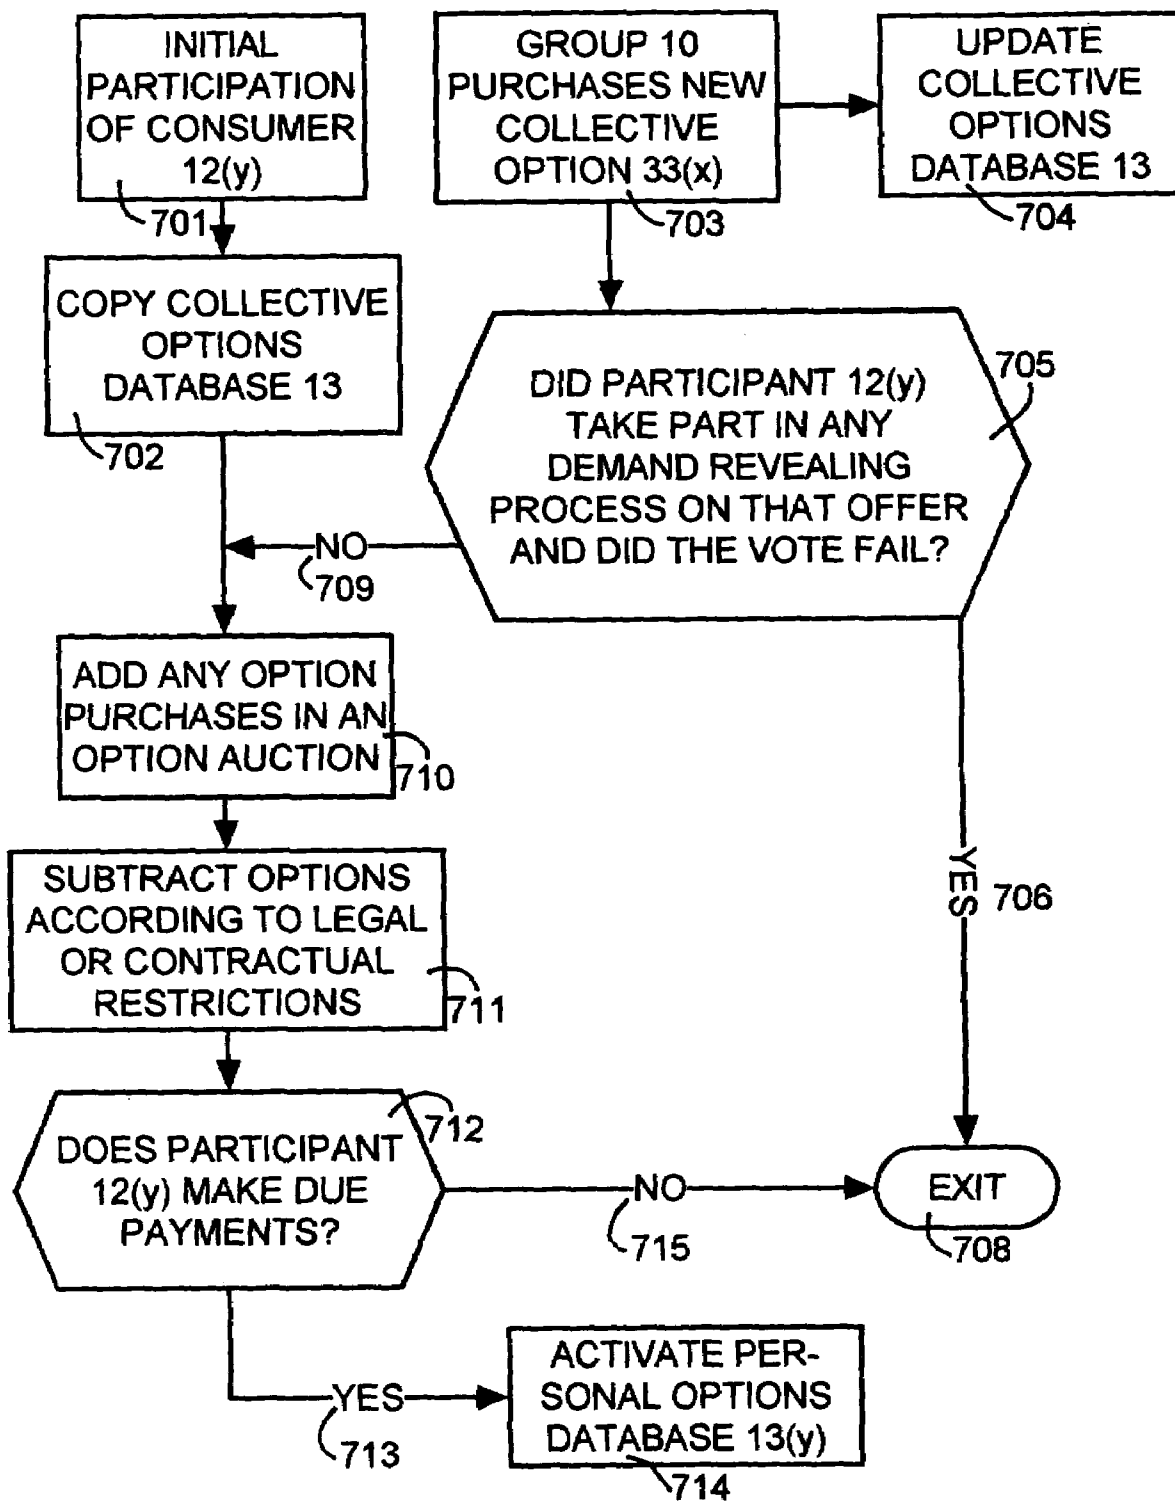 INITIAL
PARTICIPATION
OF CONSUMER
12(y)
701
GROUP 10
PURCHASES NEW
COLLECTIVE
OPTION 33(x)
703
UPDATE
COLLECTIVE
OPTIONS
DATABASE 13
704
COPY COLLECTIVE
OPTIONS
DATABASE 13
702
DID PARTICIPANT 12(y)
TAKE PART IN ANY
DEMAND REVEALING
PROCESS ON THAT OFFER
AND DID THE VOTE FAIL?
705
NO
709
ADD ANY OPTION
PURCHASES IN AN
OPTION AUCTION
710
YES
706
SUBTRACT OPTIONS
ACCORDING TO LEGAL
OR CONTRACTUAL
RESTRICTIONS
711
DOES PARTICIPANT
12(y) MAKE DUE
PAYMENTS?
712
NO
715
EXIT
708
YES
713
ACTIVATE PER-
SONAL OPTIONS
DATABASE 13(y)
714